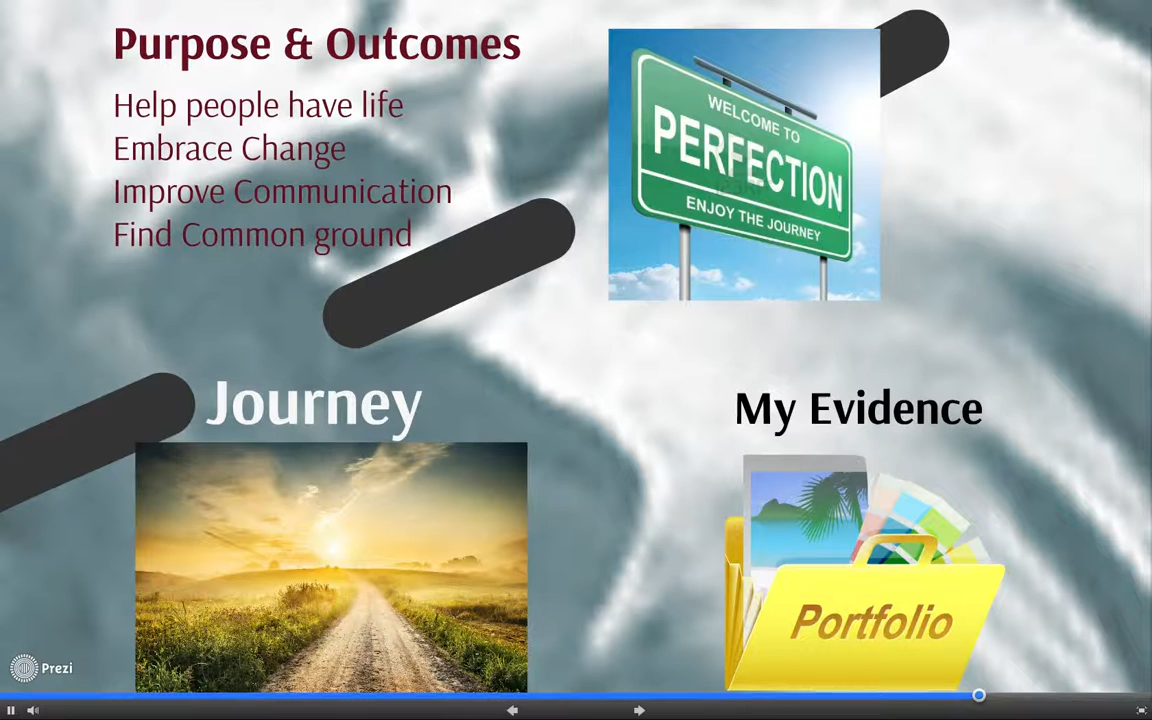 Purpose & Outcomes
Help people have life
Embrace Change
Improve Communication
Find Common ground
WELCOME TO
PERFECTION
ENJOY THE JOURNEY
Journey
My Evidence
Portfolio
Prezi